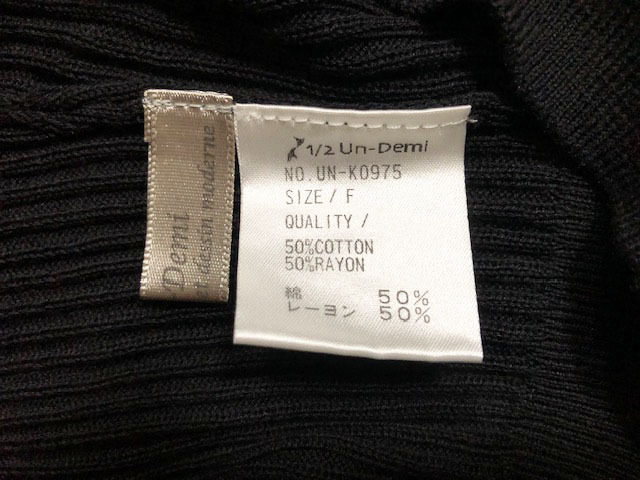 1/2 Un-Demi
NO.UN-K0975
SIZE / F
QUALITY /
50%COTTON
50%RAYON
綿 50%
レーヨン 50%
Demi
dessin moderne